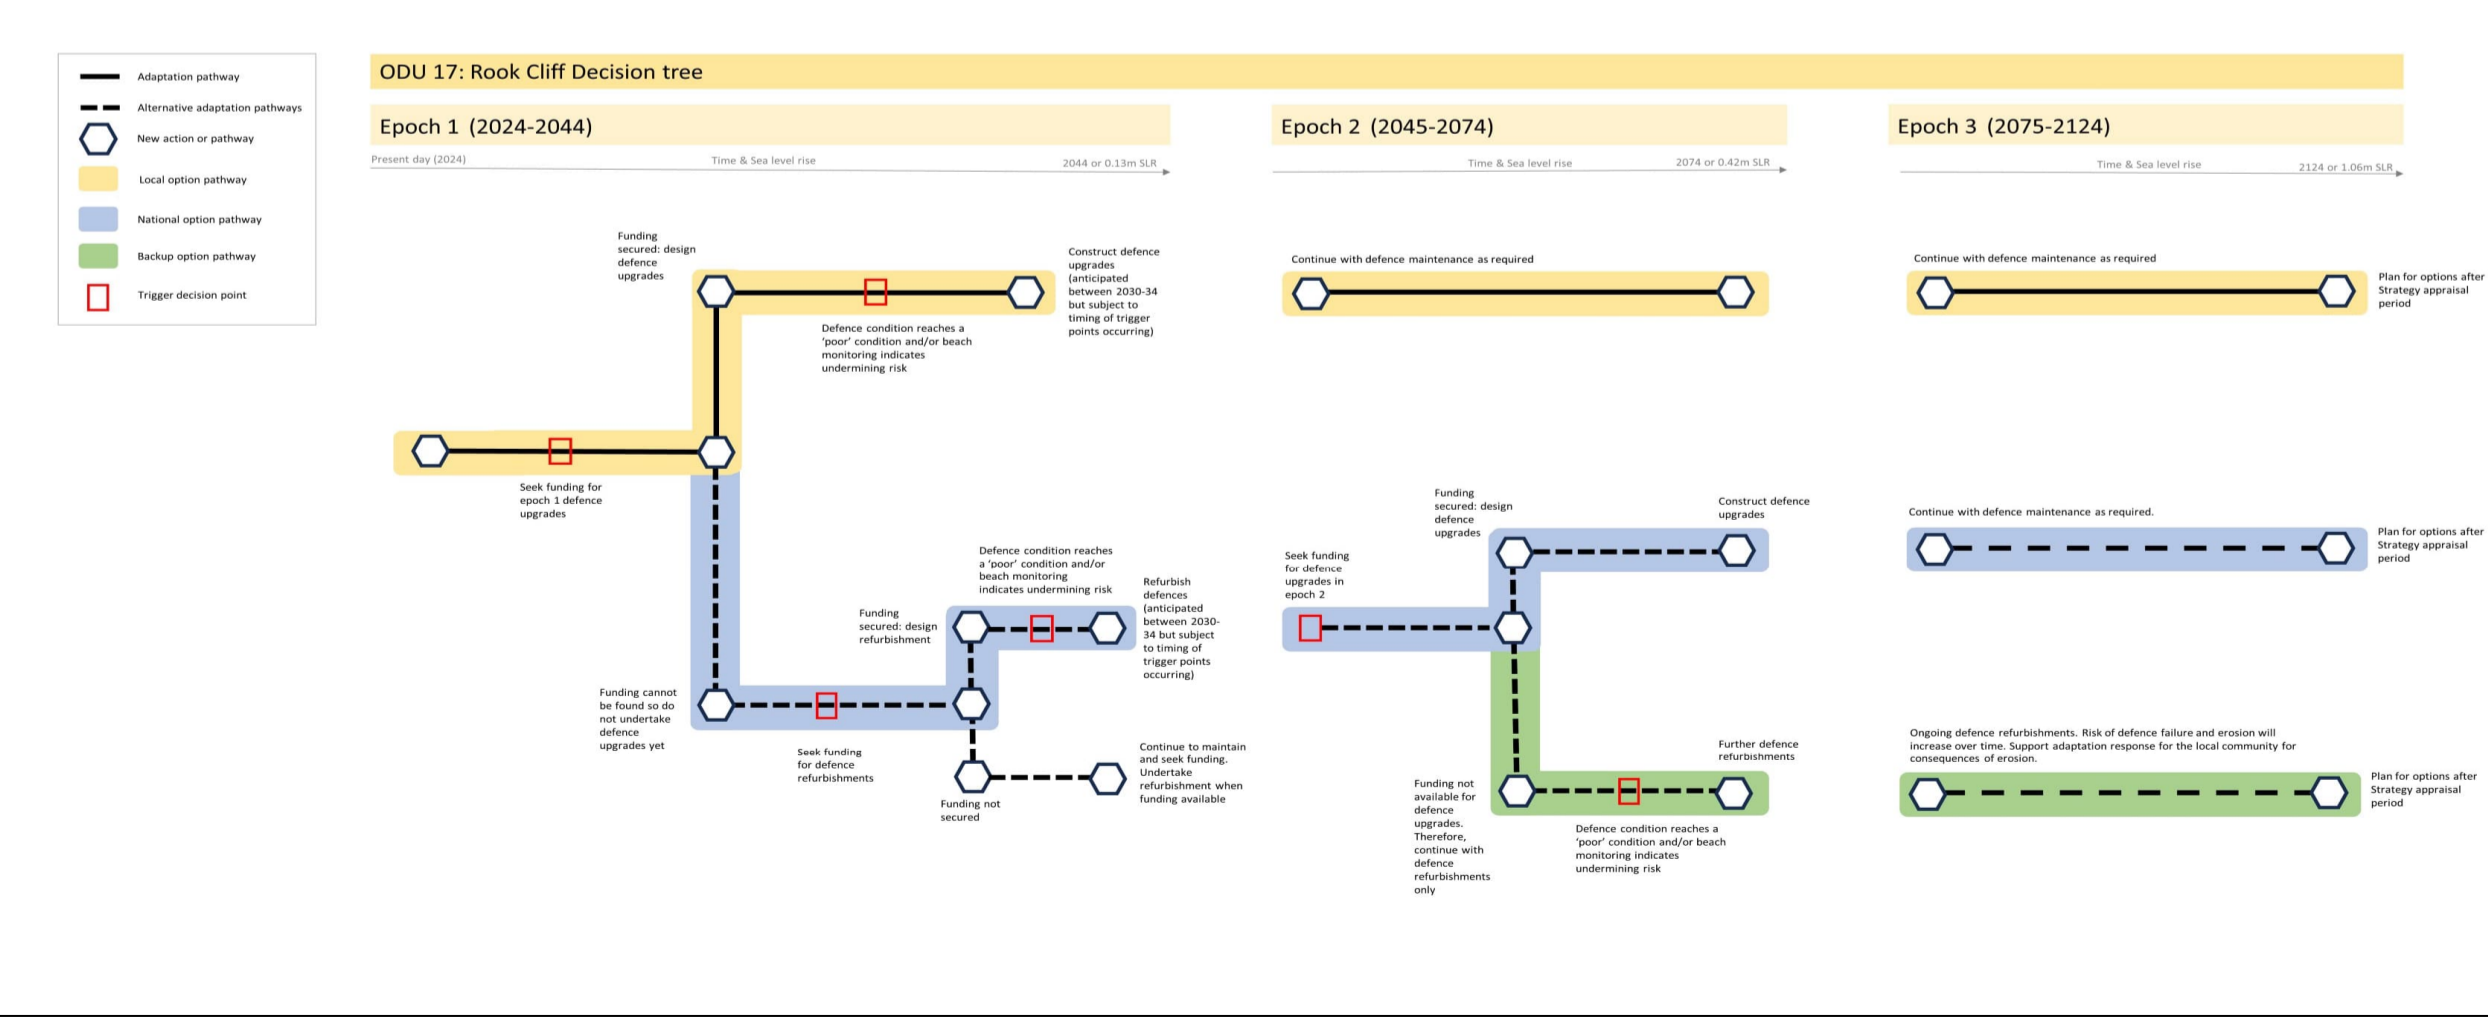 Adaptation pathway
Alternative adaptation pathways
New action or pathway
Local option pathway
National option pathway
Backup option pathway
Trigger decision point
ODU 17: Rook Cliff Decision tree
Epoch 1 (2024-2044)
Present day (2024)
Time & Sea level rise
2044 or 0.13m SLR
Epoch 2 (2045-2074)
Time & Sea level rise
2074 or 0.42m SLR
Epoch 3 (2075-2124)
Time & Sea level rise
2124 or 1.06m SLR
Funding
secured: design
defence
upgrades
Construct defence
upgrades
(anticipated
between 2030-34
but subject to
timing of trigger
points occurring)
Defence condition reaches a
'poor' condition and/or beach
monitoring indicates
undermining risk
Seek funding for
epoch 1 defence
upgrades
Defence condition reaches
a 'poor' condition and/or
beach monitoring
indicates undermining risk
Funding
secured: design
refurbishment
Refurbish
defences
(anticipated
between 2030-
34 but subject
to timing of
trigger points
occurring)
Funding cannot
be found so do
not undertake
defence
upgrades yet
Seek funding
for defence
refurbishments
Funding not
secured
Continue to maintain
and seek funding.
Undertake
refurbishment when
funding available
Continue with defence maintenance as required
Funding
secured: design
defence
upgrades
Construct defence
upgrades
Seek funding
for defence
upgrades in
epoch 2
Further defence
refurbishments
Funding not
available for
defence
upgrades.
Therefore,
continue with
defence
refurbishments
only
Defence condition reaches a
'poor' condition and/or beach
monitoring indicates
undermining risk
Continue with defence maintenance as required
Plan for options after
Strategy appraisal
period
Continue with defence maintenance as required.
Plan for options after
Strategy appraisal
period
Ongoing defence refurbishments. Risk of defence failure and erosion will
increase over time. Support adaptation response for the local community for
consequences of erosion.
Plan for options after
Strategy appraisal
period